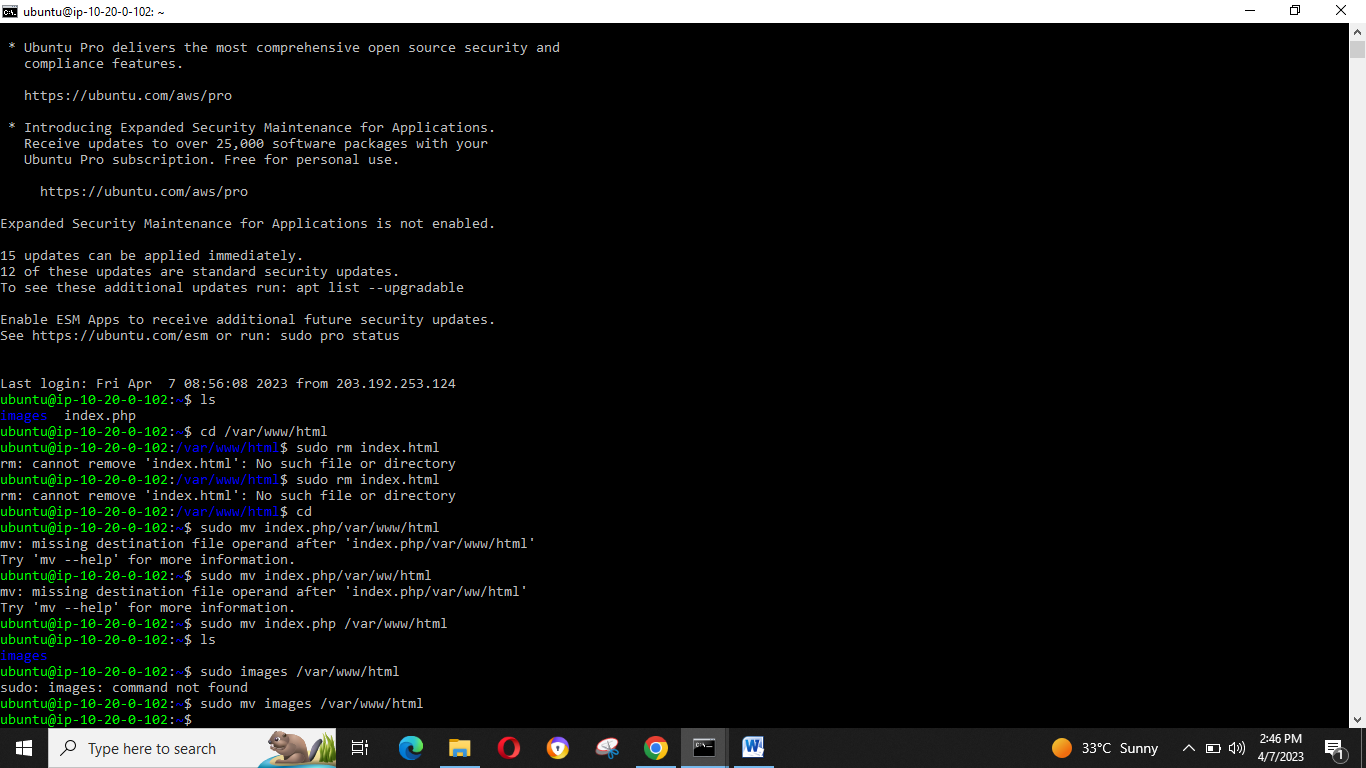 ubuntu@ip-10-20-0-102: ~
* Ubuntu Pro delivers the most comprehensive open source security and
compliance features.
https://ubuntu.com/aws/pro
* Introducing Expanded Security Maintenance for Applications.
Receive updates to over 25,000 software packages with your
Ubuntu Pro subscription. Free for personal use.
https://ubuntu.com/aws/pro
Expanded Security Maintenance for Applications is not enabled.
15 updates can be applied immediately.
12 of these updates are standard security updates.
To see these additional updates run: apt list --upgradable
Enable ESM Apps to receive additional future security updates.
See https://ubuntu.com/esm or run: sudo pro status
Last login: Fri Apr  7 08:56:08 2023 from 203.192.253.124
ubuntu@ip-10-20-0-102:~$ ls
images  index.php
ubuntu@ip-10-20-0-102:~$ cd /var/www/html
ubuntu@ip-10-20-0-102:/var/www/html$ sudo rm index.html
rm: cannot remove 'index.html': No such file or directory
ubuntu@ip-10-20-0-102:/var/www/html$ sudo rm index.html
rm: cannot remove 'index.html': No such file or directory
ubuntu@ip-10-20-0-102:/var/www/html$ cd
ubuntu@ip-10-20-0-102:~$ sudo mv index.php/var/www/html
mv: missing destination file operand after 'index.php/var/www/html'
Try 'mv --help' for more information.
ubuntu@ip-10-20-0-102:~$ sudo mv index.php/var/ww/html
mv: missing destination file operand after 'index.php/var/ww/html'
Try 'mv --help' for more information.
ubuntu@ip-10-20-0-102:~$ sudo mv index.php /var/www/html
ubuntu@ip-10-20-0-102:~$ ls
images
ubuntu@ip-10-20-0-102:~$ sudo images /var/www/html
sudo: images: command not found
ubuntu@ip-10-20-0-102:~$ sudo mv images /var/www/html
ubuntu@ip-10-20-0-102:~$
Type here to search
33°C Sunny
2:46 PM
4/7/2023
1